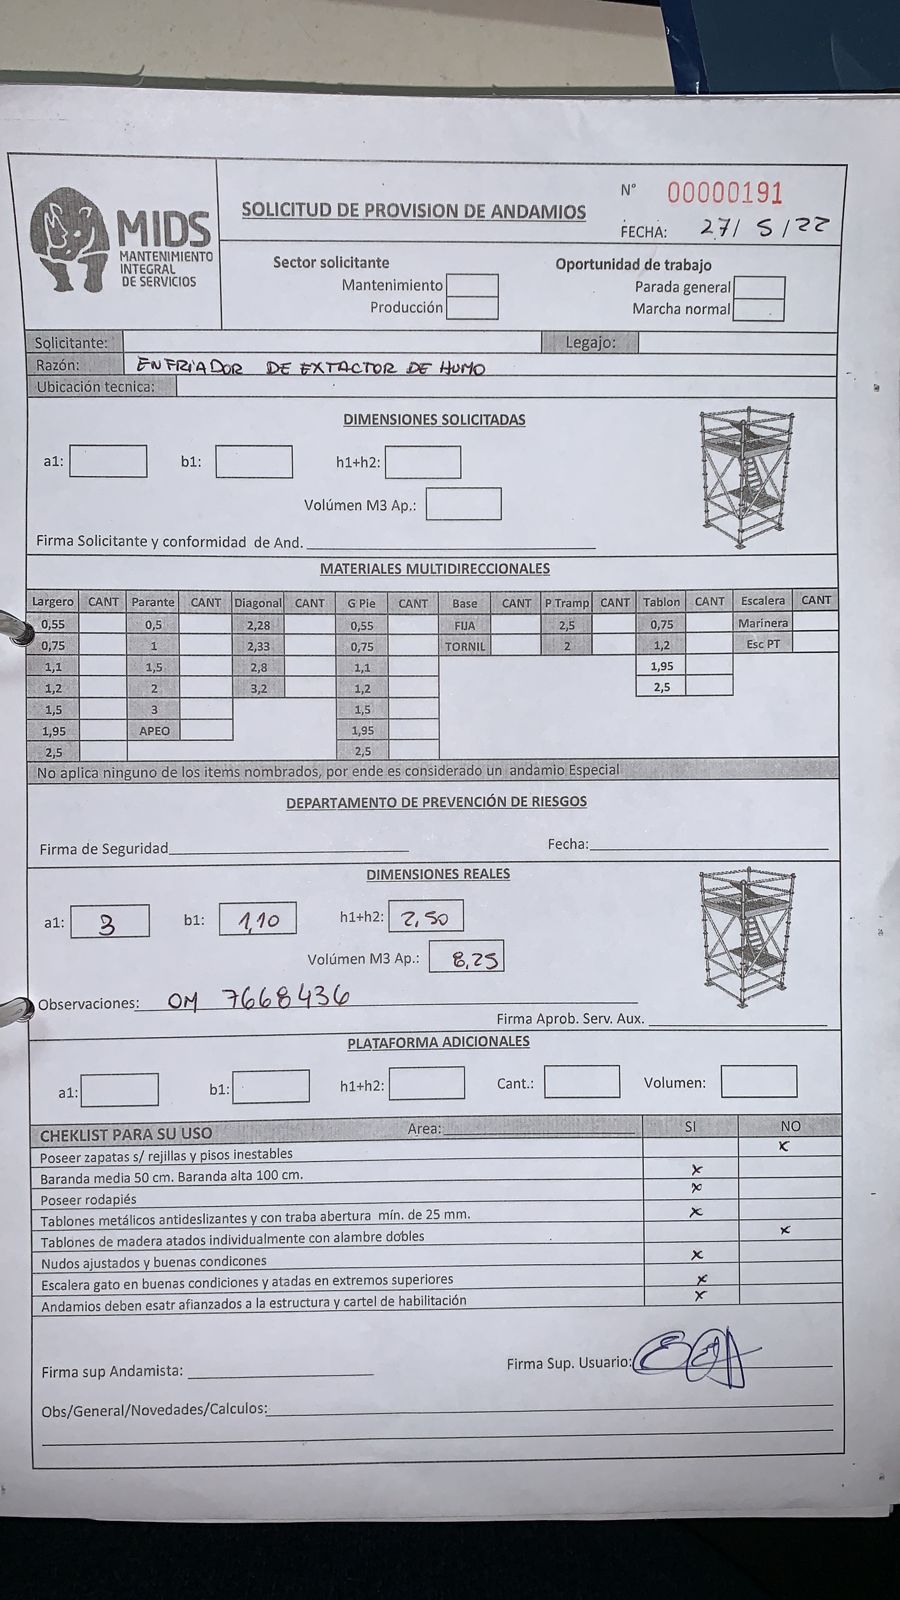 MIDS
MANTENIMIENTO
INTEGRAL
DE SERVICIOS
SOLICITUD DE PROVISION DE ANDAMIOS
N° 00000191
FECHA: 27/5/22
Sector solicitante
Mantenimiento
Producción
Oportunidad de trabajo
Parada general
Marcha normal
Solicitante: Legajo:
Razón: ENFRIADOR DE EXTACTOR DE HUMO
Ubicación tecnica:
DIMENSIONES SOLICITADAS
a1: b1: h1+h2:
Volúmen M3 Ap.:
Firma Solicitante y conformidad de And.
MATERIALES MULTIDIRECCIONALES
Largero CANT Parante CANT Diagonal CANT G Pie CANT Base CANT P Tramp CANT Tablon CANT Escalera CANT
0,55 0,5 2,28 0,55 FIJA 2,5 0,75 Marinera
0,75 1 2,33 0,75 TORNIL 2 1,2 Esc PT
1,1 1,5 2,8 1,1 1,95
1,2 2 3,2 1,2 2,5
1,5 3 1,5
1,95 APEO 1,95
2,5 2,5
No aplica ninguno de los items nombrados, por ende es considerado un andamio Especial
DEPARTAMENTO DE PREVENCIÓN DE RIESGOS
Firma de Seguridad Fecha:
DIMENSIONES REALES
a1: 3 b1: 1,10 h1+h2: 2,50
Volúmen M3 Ap.: 8,25
Observaciones: OM 7668436
Firma Aprob. Serv. Aux.
PLATAFORMA ADICIONALES
a1: b1: h1+h2: Cant.: Volumen:
CHEKLIST PARA SU USO Area: SI NO
Poseer zapatas s/ rejillas y pisos inestables x
Baranda media 50 cm. Baranda alta 100 cm. x
Poseer rodapiés x
Tablones metálicos antideslizantes y con traba abertura mín. de 25 mm. x
Tablones de madera atados individualmente con alambre dobles x
Nudos ajustados y buenas condicones x
Escalera gato en buenas condiciones y atadas en extremos superiores x
Andamios deben esatr afianzados a la estructura y cartel de habilitación x
Firma sup Andamista: Firma Sup. Usuario:
Obs/General/Novedades/Calculos: